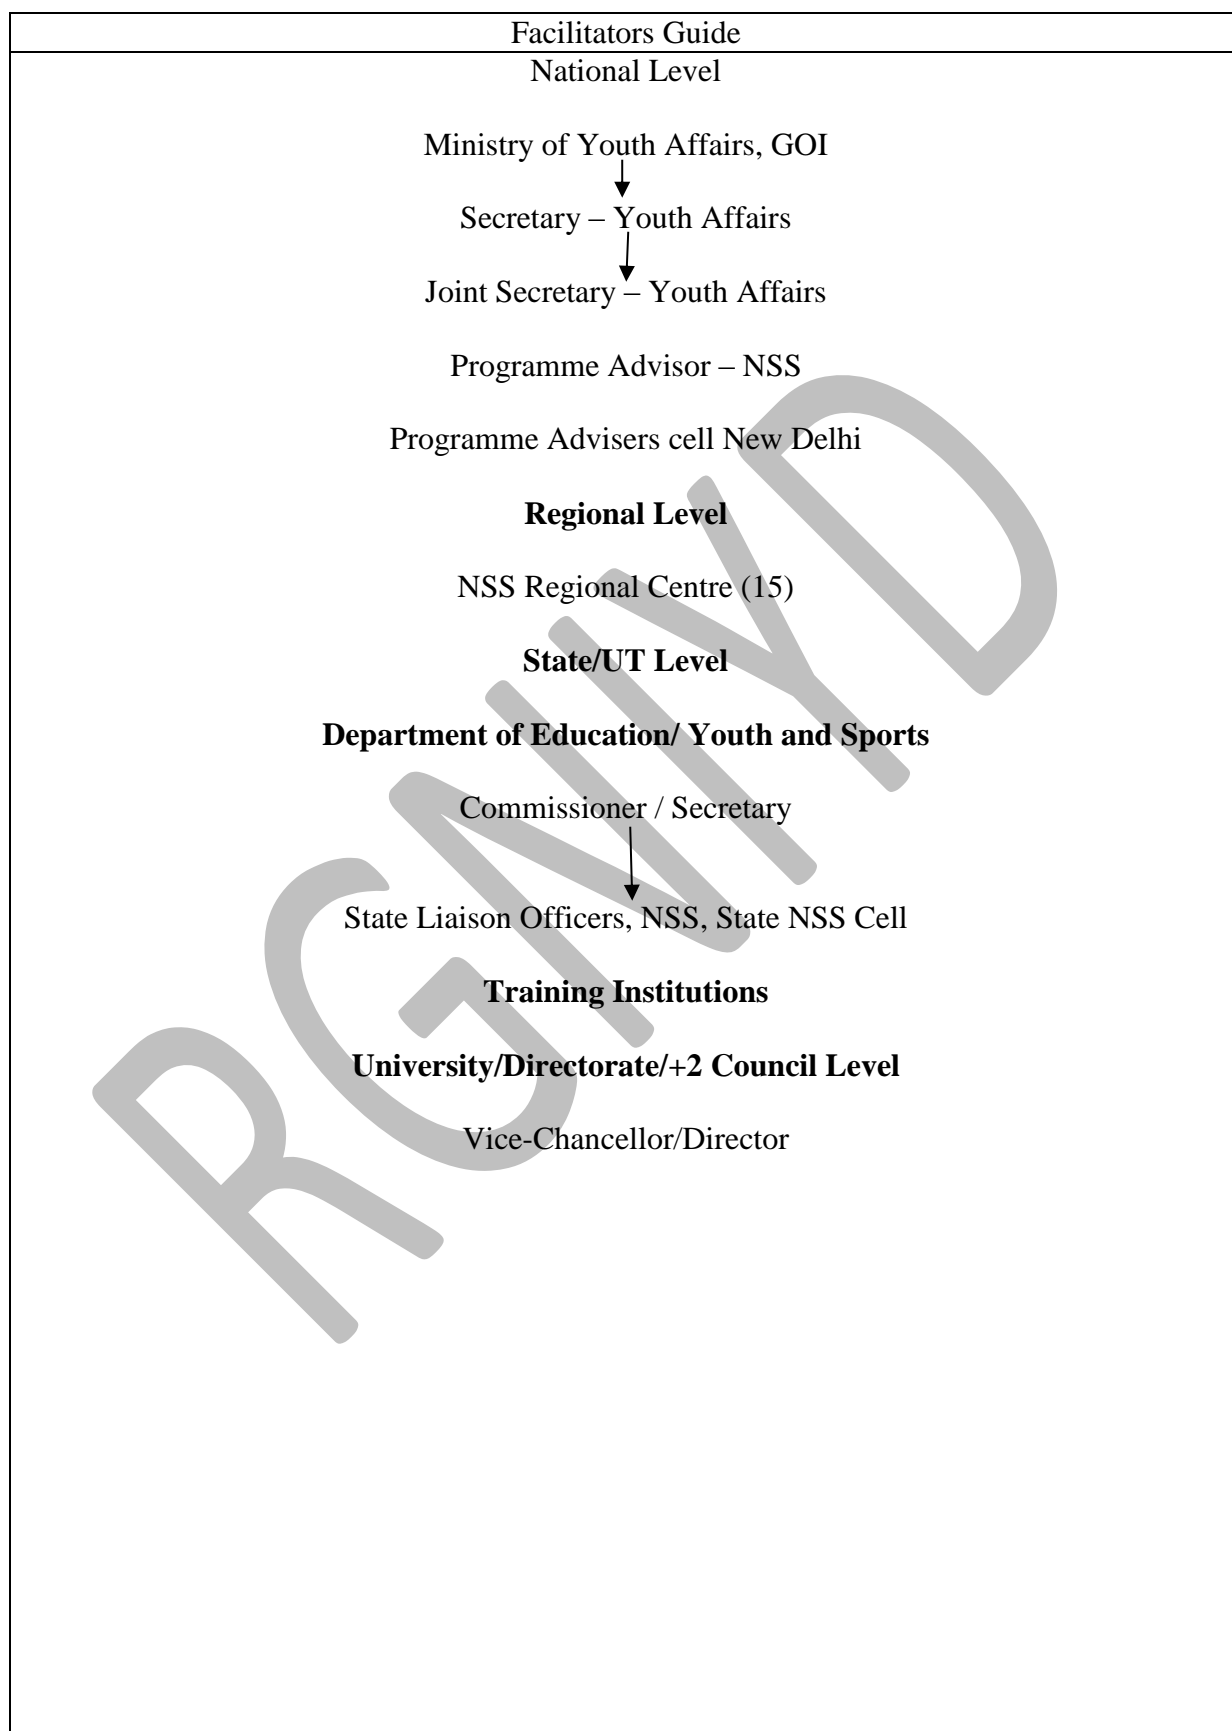 Facilitators Guide
National Level
Ministry of Youth Affairs, GOI
Secretary – Youth Affairs
Joint Secretary – Youth Affairs
Programme Advisor – NSS
Programme Advisers cell New Delhi
Regional Level
NSS Regional Centre (15)
State/UT Level
Department of Education/ Youth and Sports
Commissioner / Secretary
State Liaison Officers, NSS, State NSS Cell
Training Institutions
University/Directorate/+2 Council Level
Vice-Chancellor/Director
RGNIYD